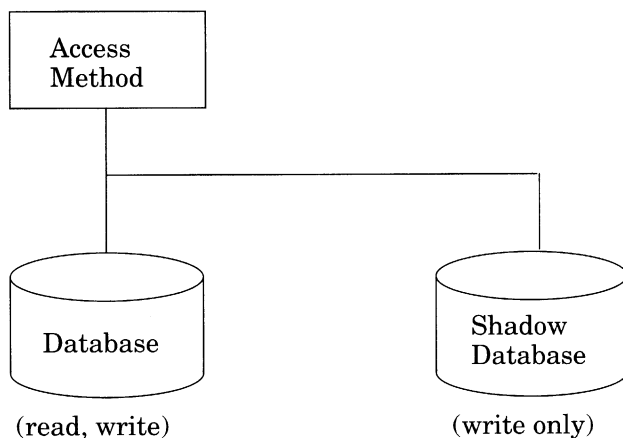 Access
Method
Database
Shadow
Database
(read, write)
(write only)